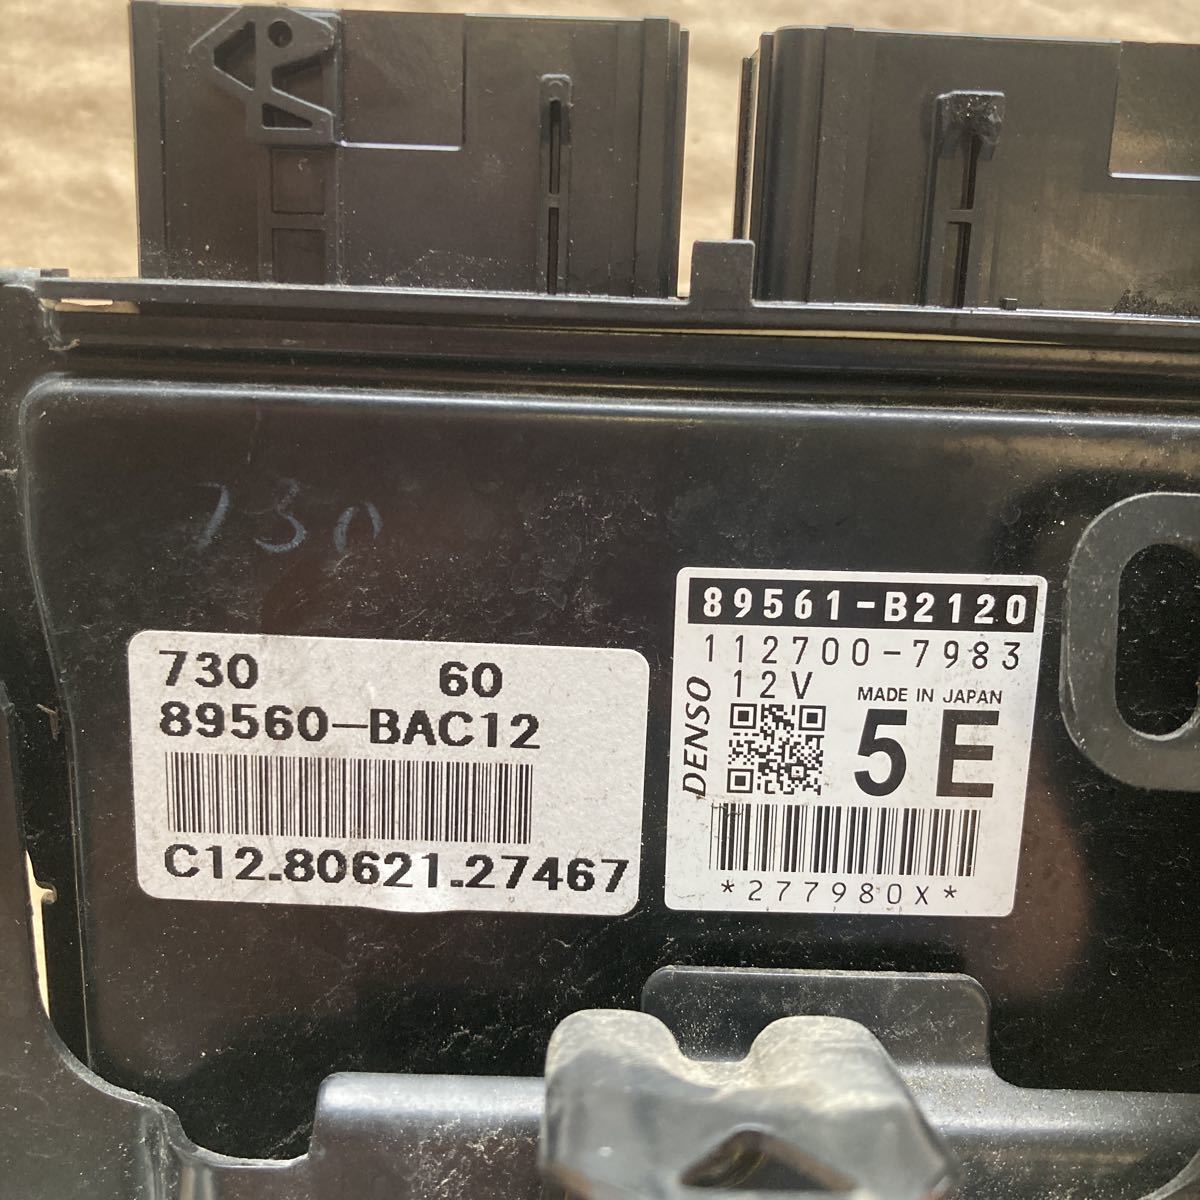 730
730 60
89560-BAC12
C12.80621.27467
89561-B2120
112700-7983
12V MADE IN JAPAN
DENSO
5E
*277980X*